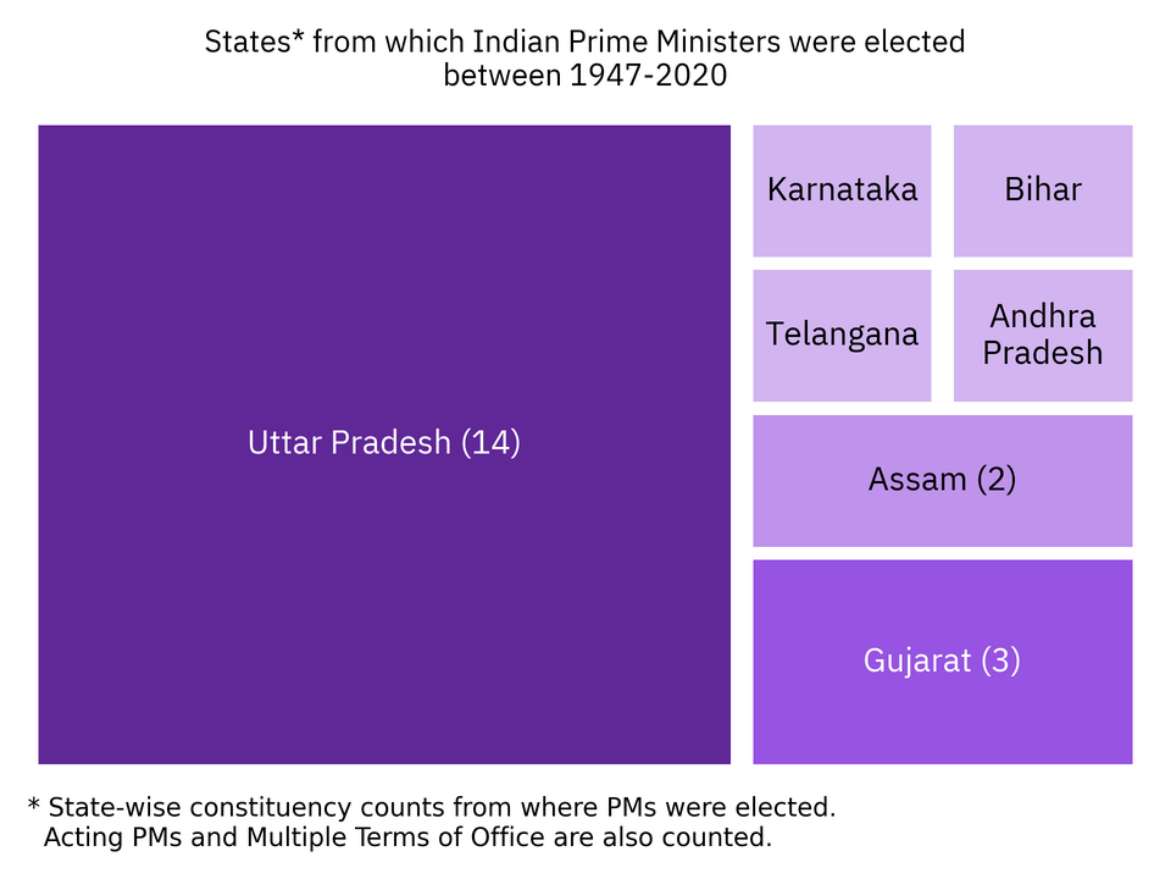 States* from which Indian Prime Ministers were elected
between 1947-2020
Uttar Pradesh (14)
Karnataka
Bihar
Telangana
Andhra
Pradesh
Assam (2)
Gujarat (3)
* State-wise constituency counts from where PMs were elected.
Acting PMs and Multiple Terms of Office are also counted.